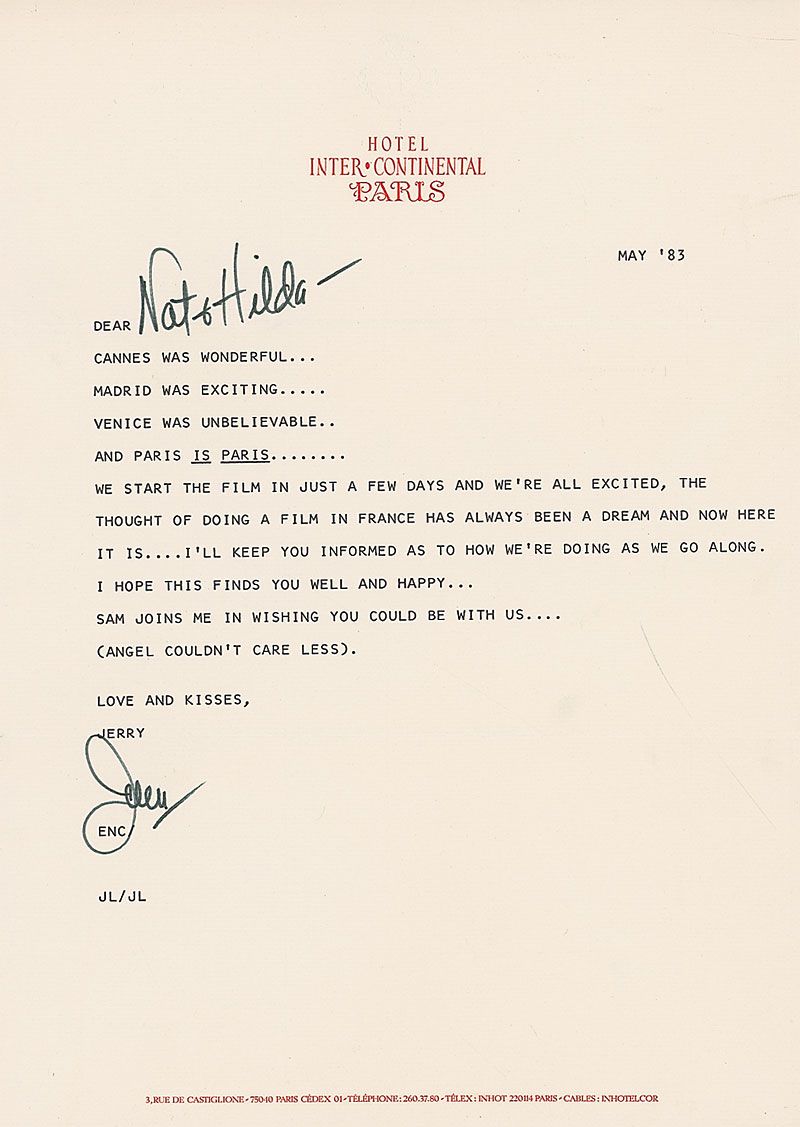 HOTEL
INTER•CONTINENTAL
PARIS
MAY '83
DEAR Nat & Hilda —
CANNES WAS WONDERFUL...
MADRID WAS EXCITING.....
VENICE WAS UNBELIEVABLE..
AND PARIS IS PARIS........
WE START THE FILM IN JUST A FEW DAYS AND WE'RE ALL EXCITED, THE
THOUGHT OF DOING A FILM IN FRANCE HAS ALWAYS BEEN A DREAM AND NOW HERE
IT IS....I'LL KEEP YOU INFORMED AS TO HOW WE'RE DOING AS WE GO ALONG.
I HOPE THIS FINDS YOU WELL AND HAPPY...
SAM JOINS ME IN WISHING YOU COULD BE WITH US....
(ANGEL COULDN'T CARE LESS).
LOVE AND KISSES,
JERRY
Jerry
ENC/
JL/JL
3,RUE DE CASTIGLIONE - 75040 PARIS CÉDEX 01 - TÉLÉPHONE: 260.37.80 - TÉLEX: INHOT 220114 PARIS - CABLES: INHOTELCOR